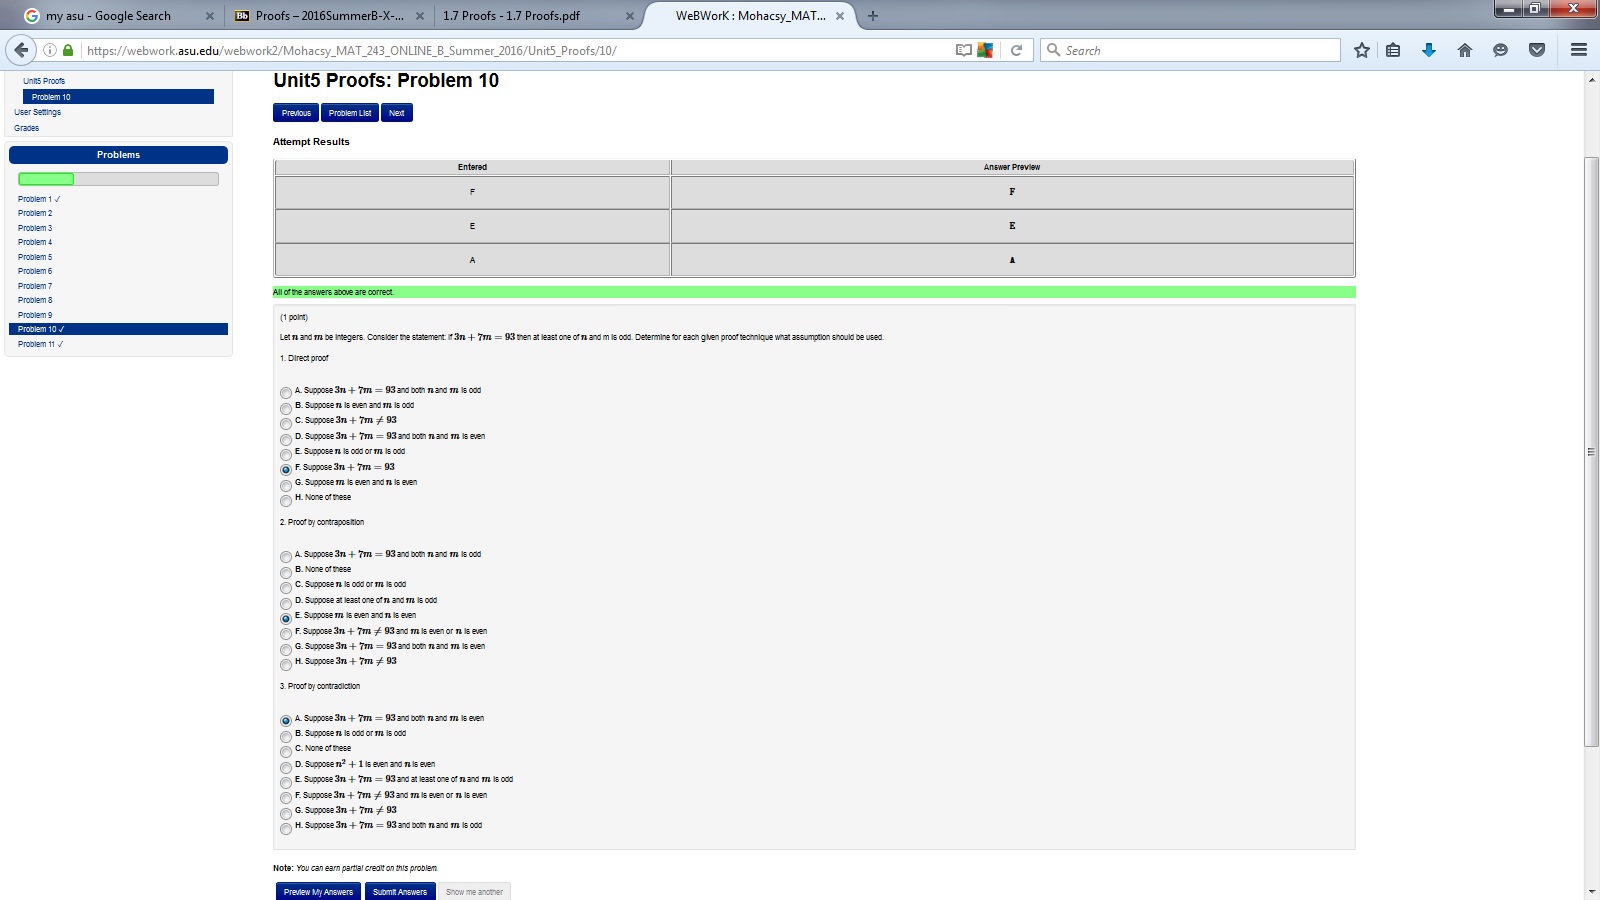 my asu - Google Search
Bb Proofs – 2016SummerB-X-...
1.7 Proofs - 1.7 Proofs.pdf
WeBWorK : Mohacsy_MAT...
https://webwork.asu.edu/webwork2/Mohacsy_MAT_243_ONLINE_B_Summer_2016/Unit5_Proofs/10/
Search
Unit5 Proofs
Problem 10
User Settings
Grades
Problems
Problem 1 ✓
Problem 2
Problem 3
Problem 4
Problem 5
Problem 6
Problem 7
Problem 8
Problem 9
Problem 10 ✓
Problem 11 ✓
Unit5 Proofs: Problem 10
Previous Problem List Next
Attempt Results
Entered Answer Preview
F F
E E
A A
All of the answers above are correct.
(1 point)
Let n and m be integers. Consider the statement: If 3n + 7m = 93 then at least one of n and m is odd. Determine for each given proof technique what assumption should be used.
1. Direct proof
A. Suppose 3n + 7m = 93 and both n and m is odd
B. Suppose n is even and m is odd
C. Suppose 3n + 7m ≠ 93
D. Suppose 3n + 7m = 93 and both n and m is even
E. Suppose n is odd or m is odd
F. Suppose 3n + 7m = 93
G. Suppose m is even and n is even
H. None of these
2. Proof by contraposition
A. Suppose 3n + 7m = 93 and both n and m is odd
B. None of these
C. Suppose n is odd or m is odd
D. Suppose at least one of n and m is odd
E. Suppose m is even and n is even
F. Suppose 3n + 7m ≠ 93 and m is even or n is even
G. Suppose 3n + 7m = 93 and both n and m is even
H. Suppose 3n + 7m ≠ 93
3. Proof by contradiction
A. Suppose 3n + 7m = 93 and both n and m is even
B. Suppose n is odd or m is odd
C. None of these
D. Suppose n² + 1 is even and n is even
E. Suppose 3n + 7m = 93 and at least one of n and m is odd
F. Suppose 3n + 7m ≠ 93 and m is even or n is even
G. Suppose 3n + 7m ≠ 93
H. Suppose 3n + 7m = 93 and both n and m is odd
Note: You can earn partial credit on this problem.
Preview My Answers Submit Answers Show me another